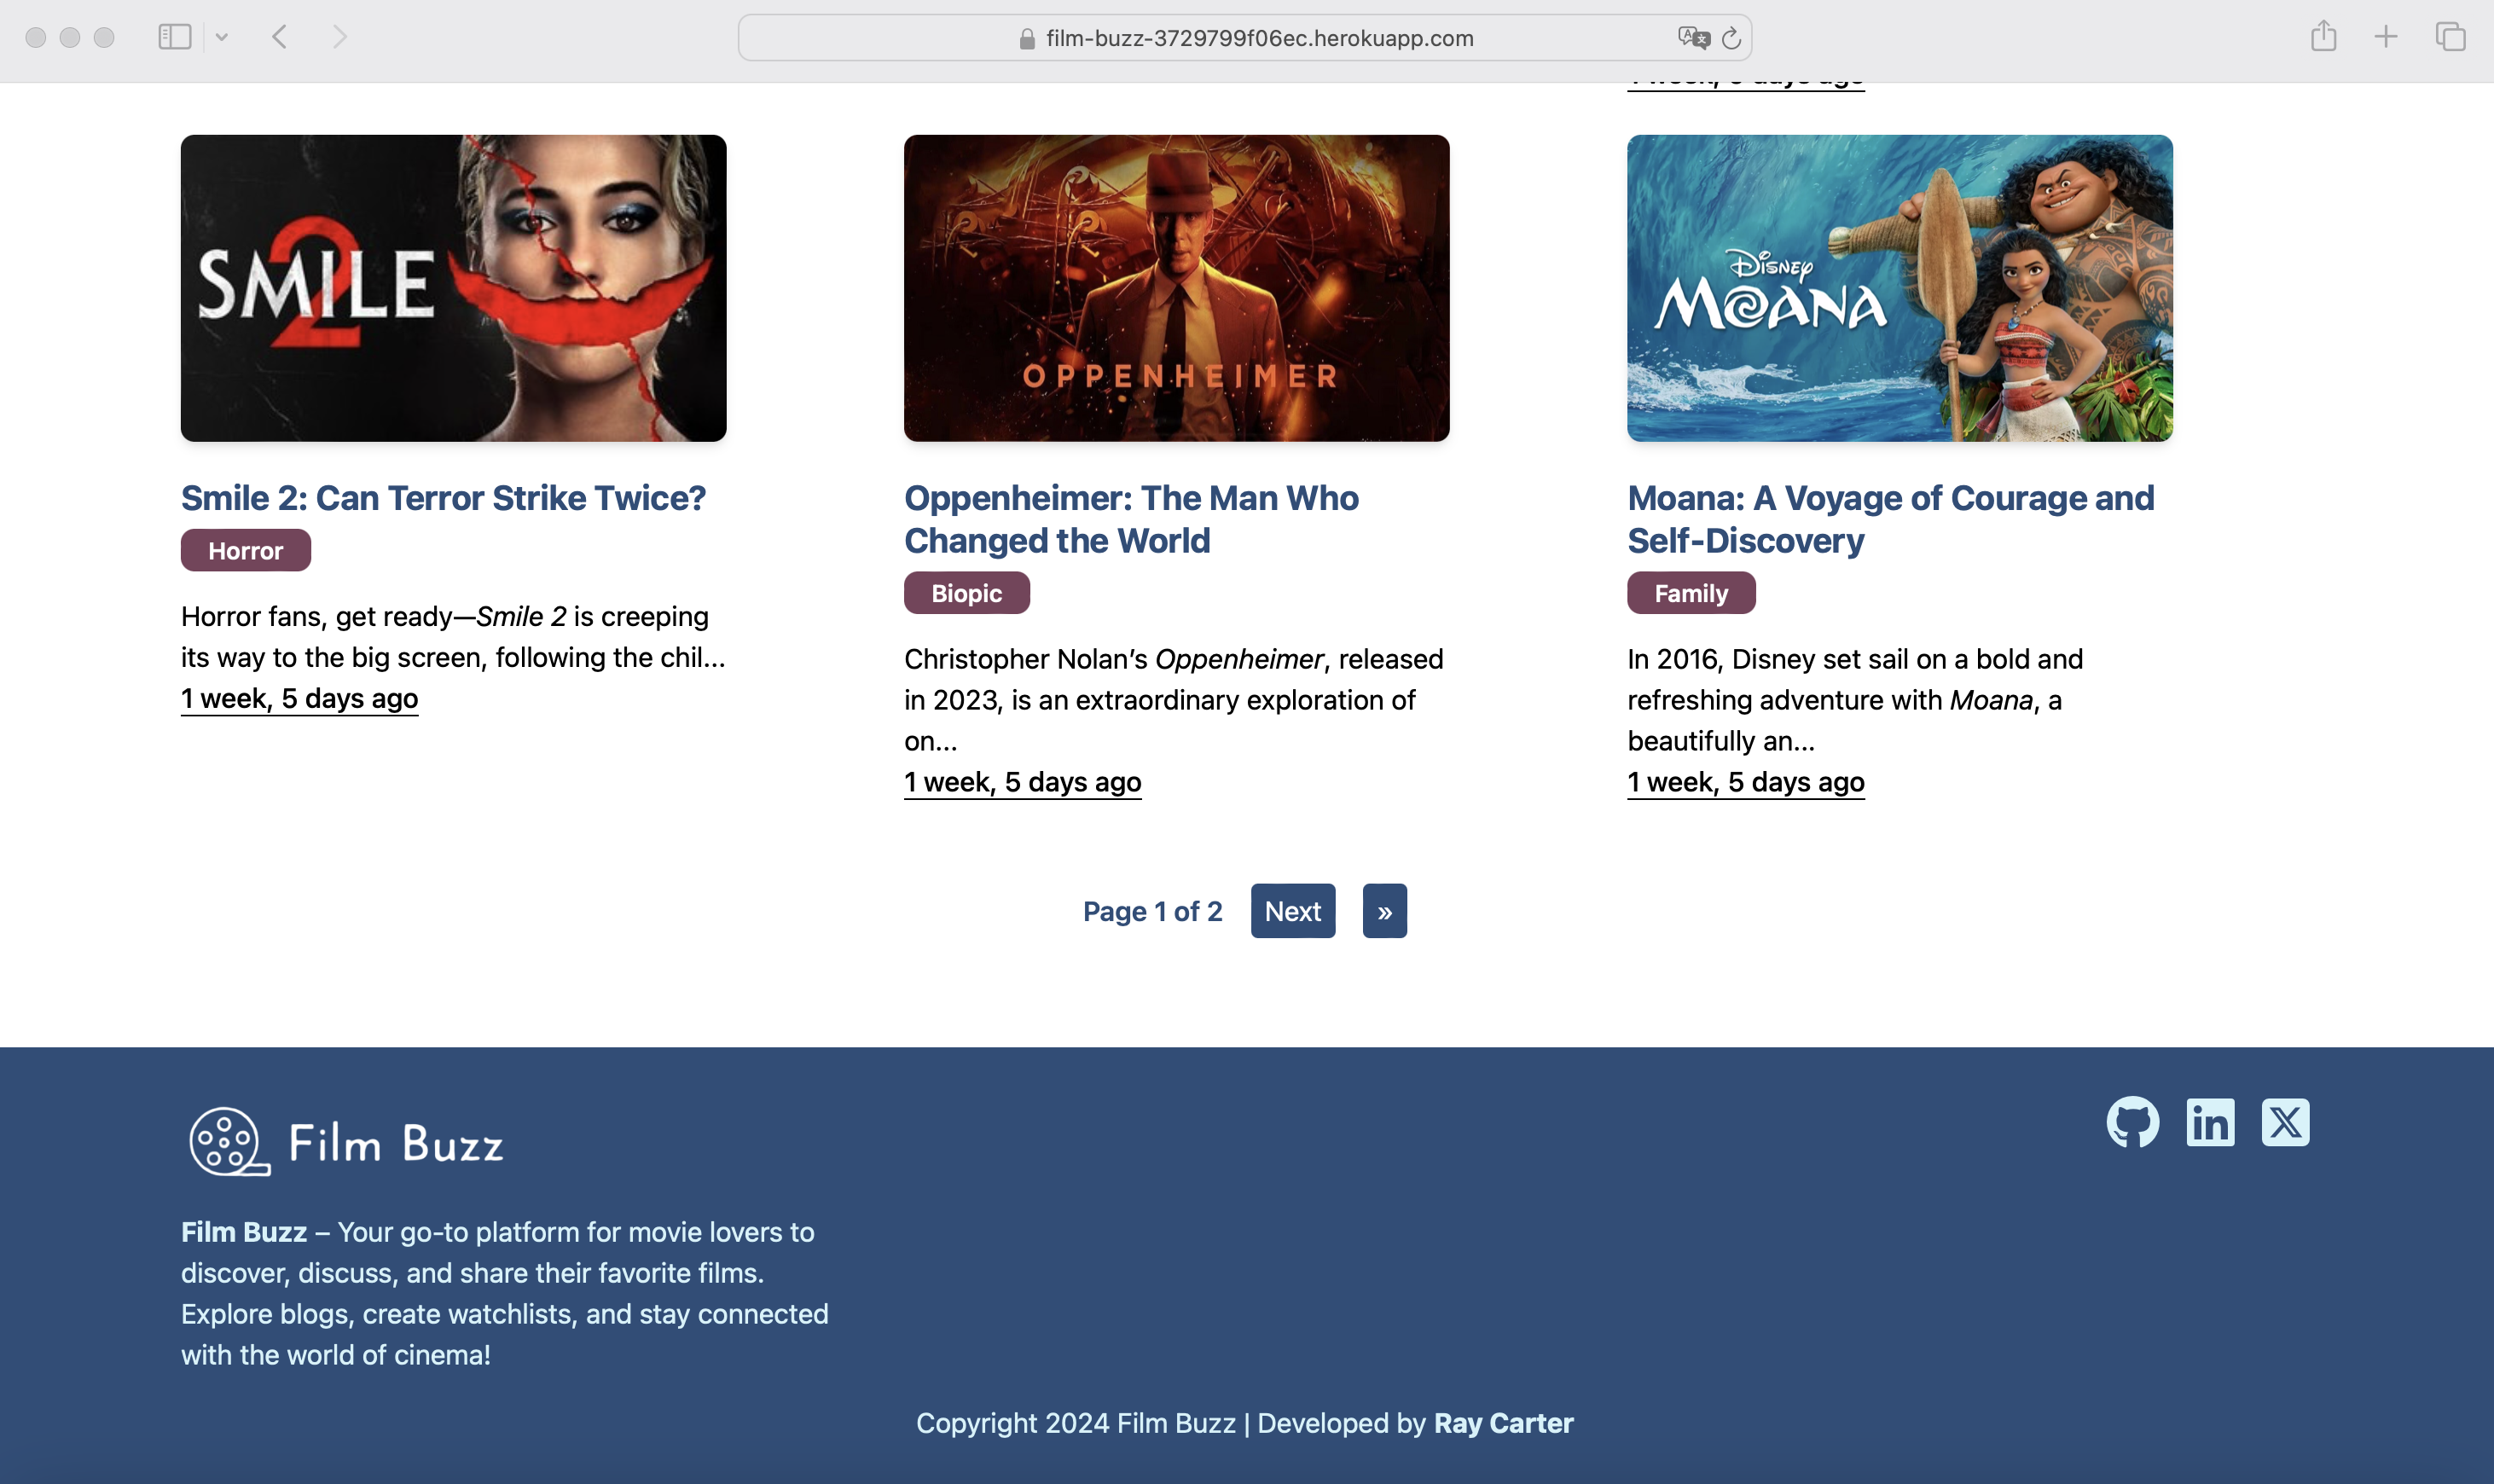 film-buzz-3729799f06ec.herokuapp.com
1 week, 5 days ago
SMILE 2
OPPENHEIMER
DISNEY
MOANA
Smile 2: Can Terror Strike Twice?
Horror
Horror fans, get ready—Smile 2 is creeping
its way to the big screen, following the chil...
1 week, 5 days ago
Oppenheimer: The Man Who
Changed the World
Biopic
Christopher Nolan’s Oppenheimer, released
in 2023, is an extraordinary exploration of
on...
1 week, 5 days ago
Moana: A Voyage of Courage and
Self-Discovery
Family
In 2016, Disney set sail on a bold and
refreshing adventure with Moana, a
beautifully an...
1 week, 5 days ago
Page 1 of 2 Next »
Film Buzz
Film Buzz – Your go-to platform for movie lovers to
discover, discuss, and share their favorite films.
Explore blogs, create watchlists, and stay connected
with the world of cinema!
Copyright 2024 Film Buzz | Developed by Ray Carter